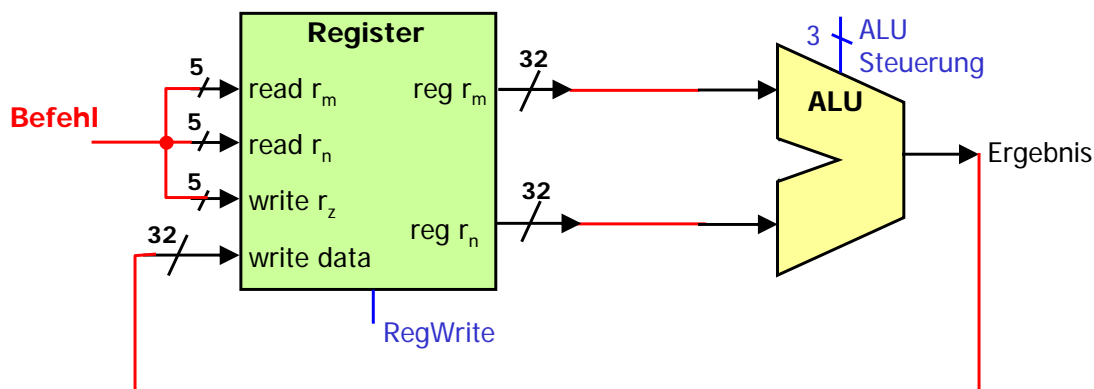 Register
3
ALU
Steuerung
5
read rm
reg rm
32
ALU
Befehl
5
read rn
Ergebnis
5
write rz
32
reg rn
32
write data
RegWrite